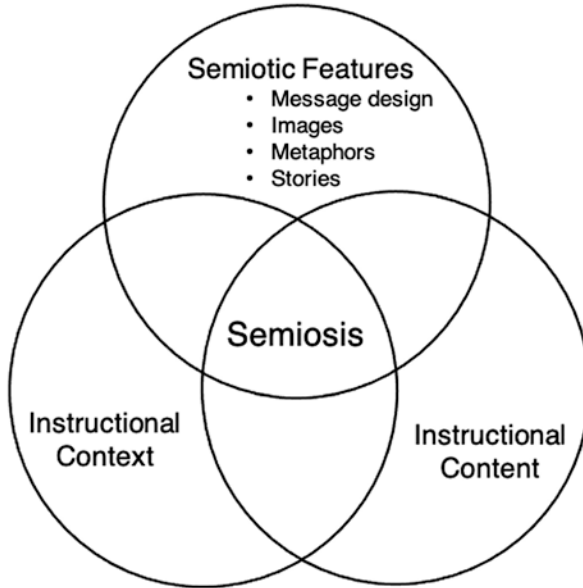 Semiotic Features
• Message design
• Images
• Metaphors
• Stories
Semiosis
Instructional
Context
Instructional
Content